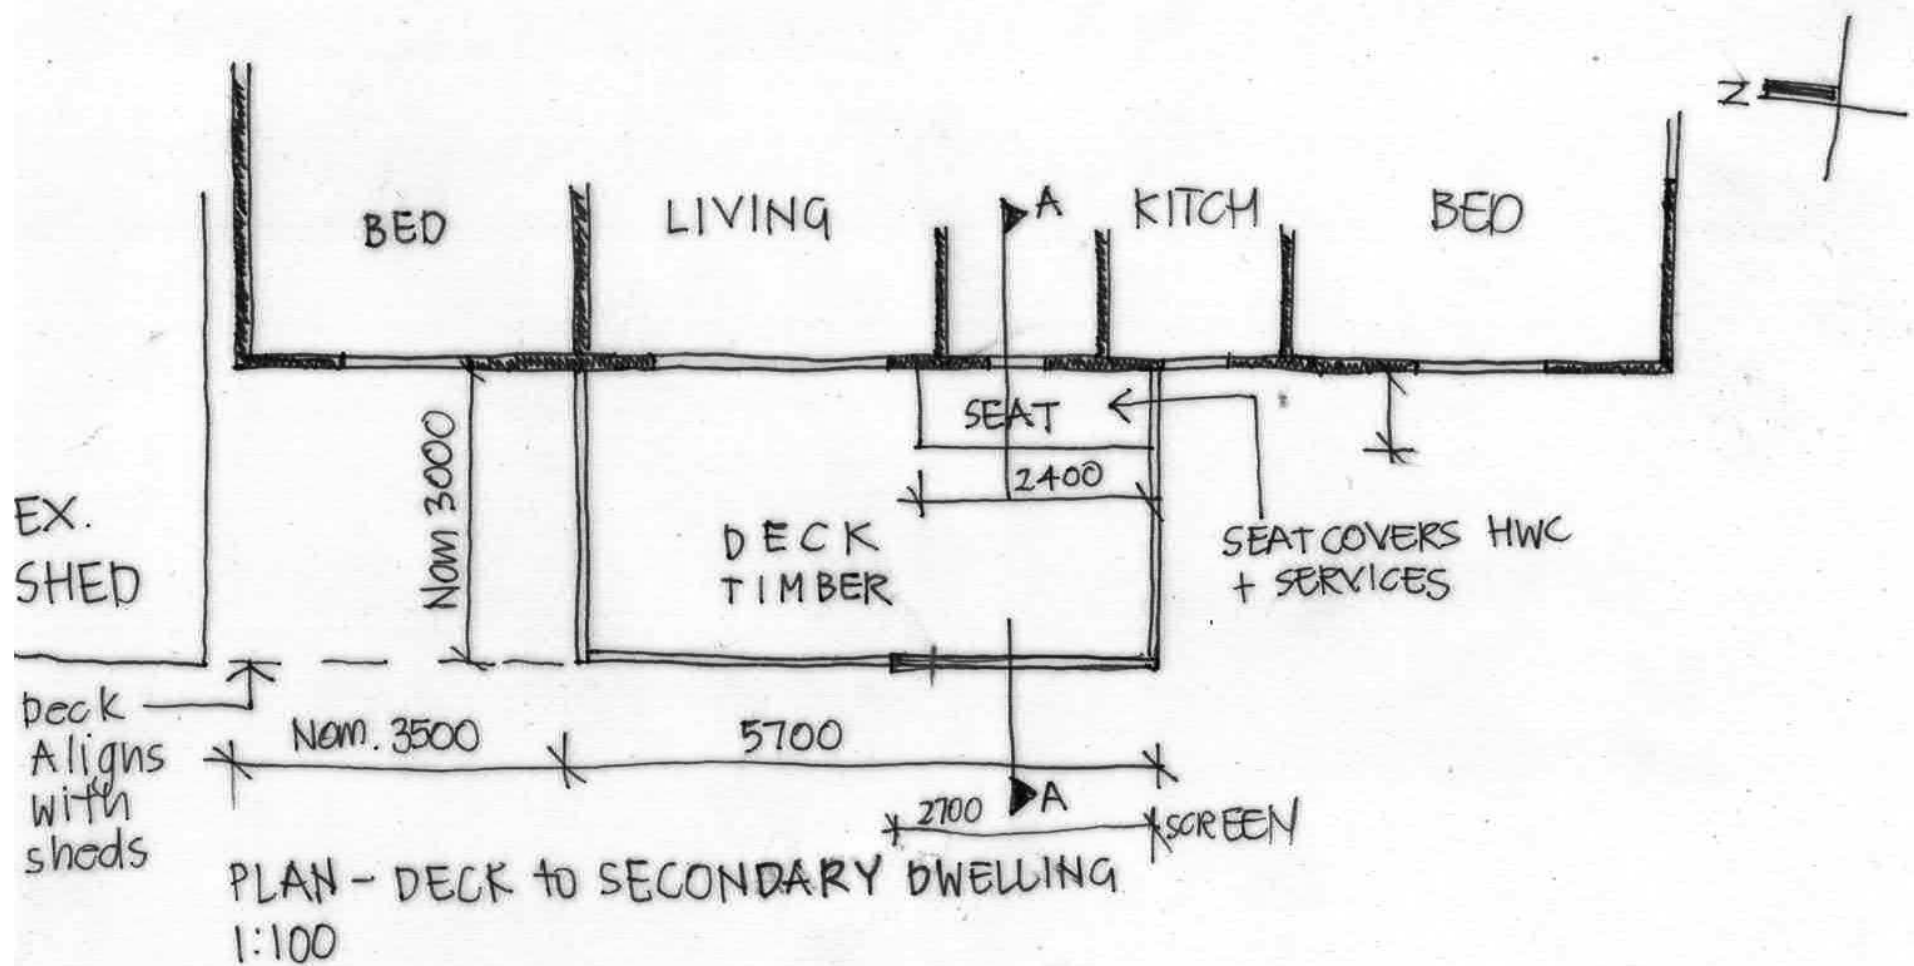 N
BED
LIVING
A
KITCH
BED
SEAT
2400
Nom 3000
EX.
SHED
DECK
TIMBER
SEAT COVERS HWC
+ SERVICES
Deck
Aligns
with
sheds
Nom. 3500
5700
2700
A
SCREEN
PLAN - DECK to SECONDARY DWELLING
1:100